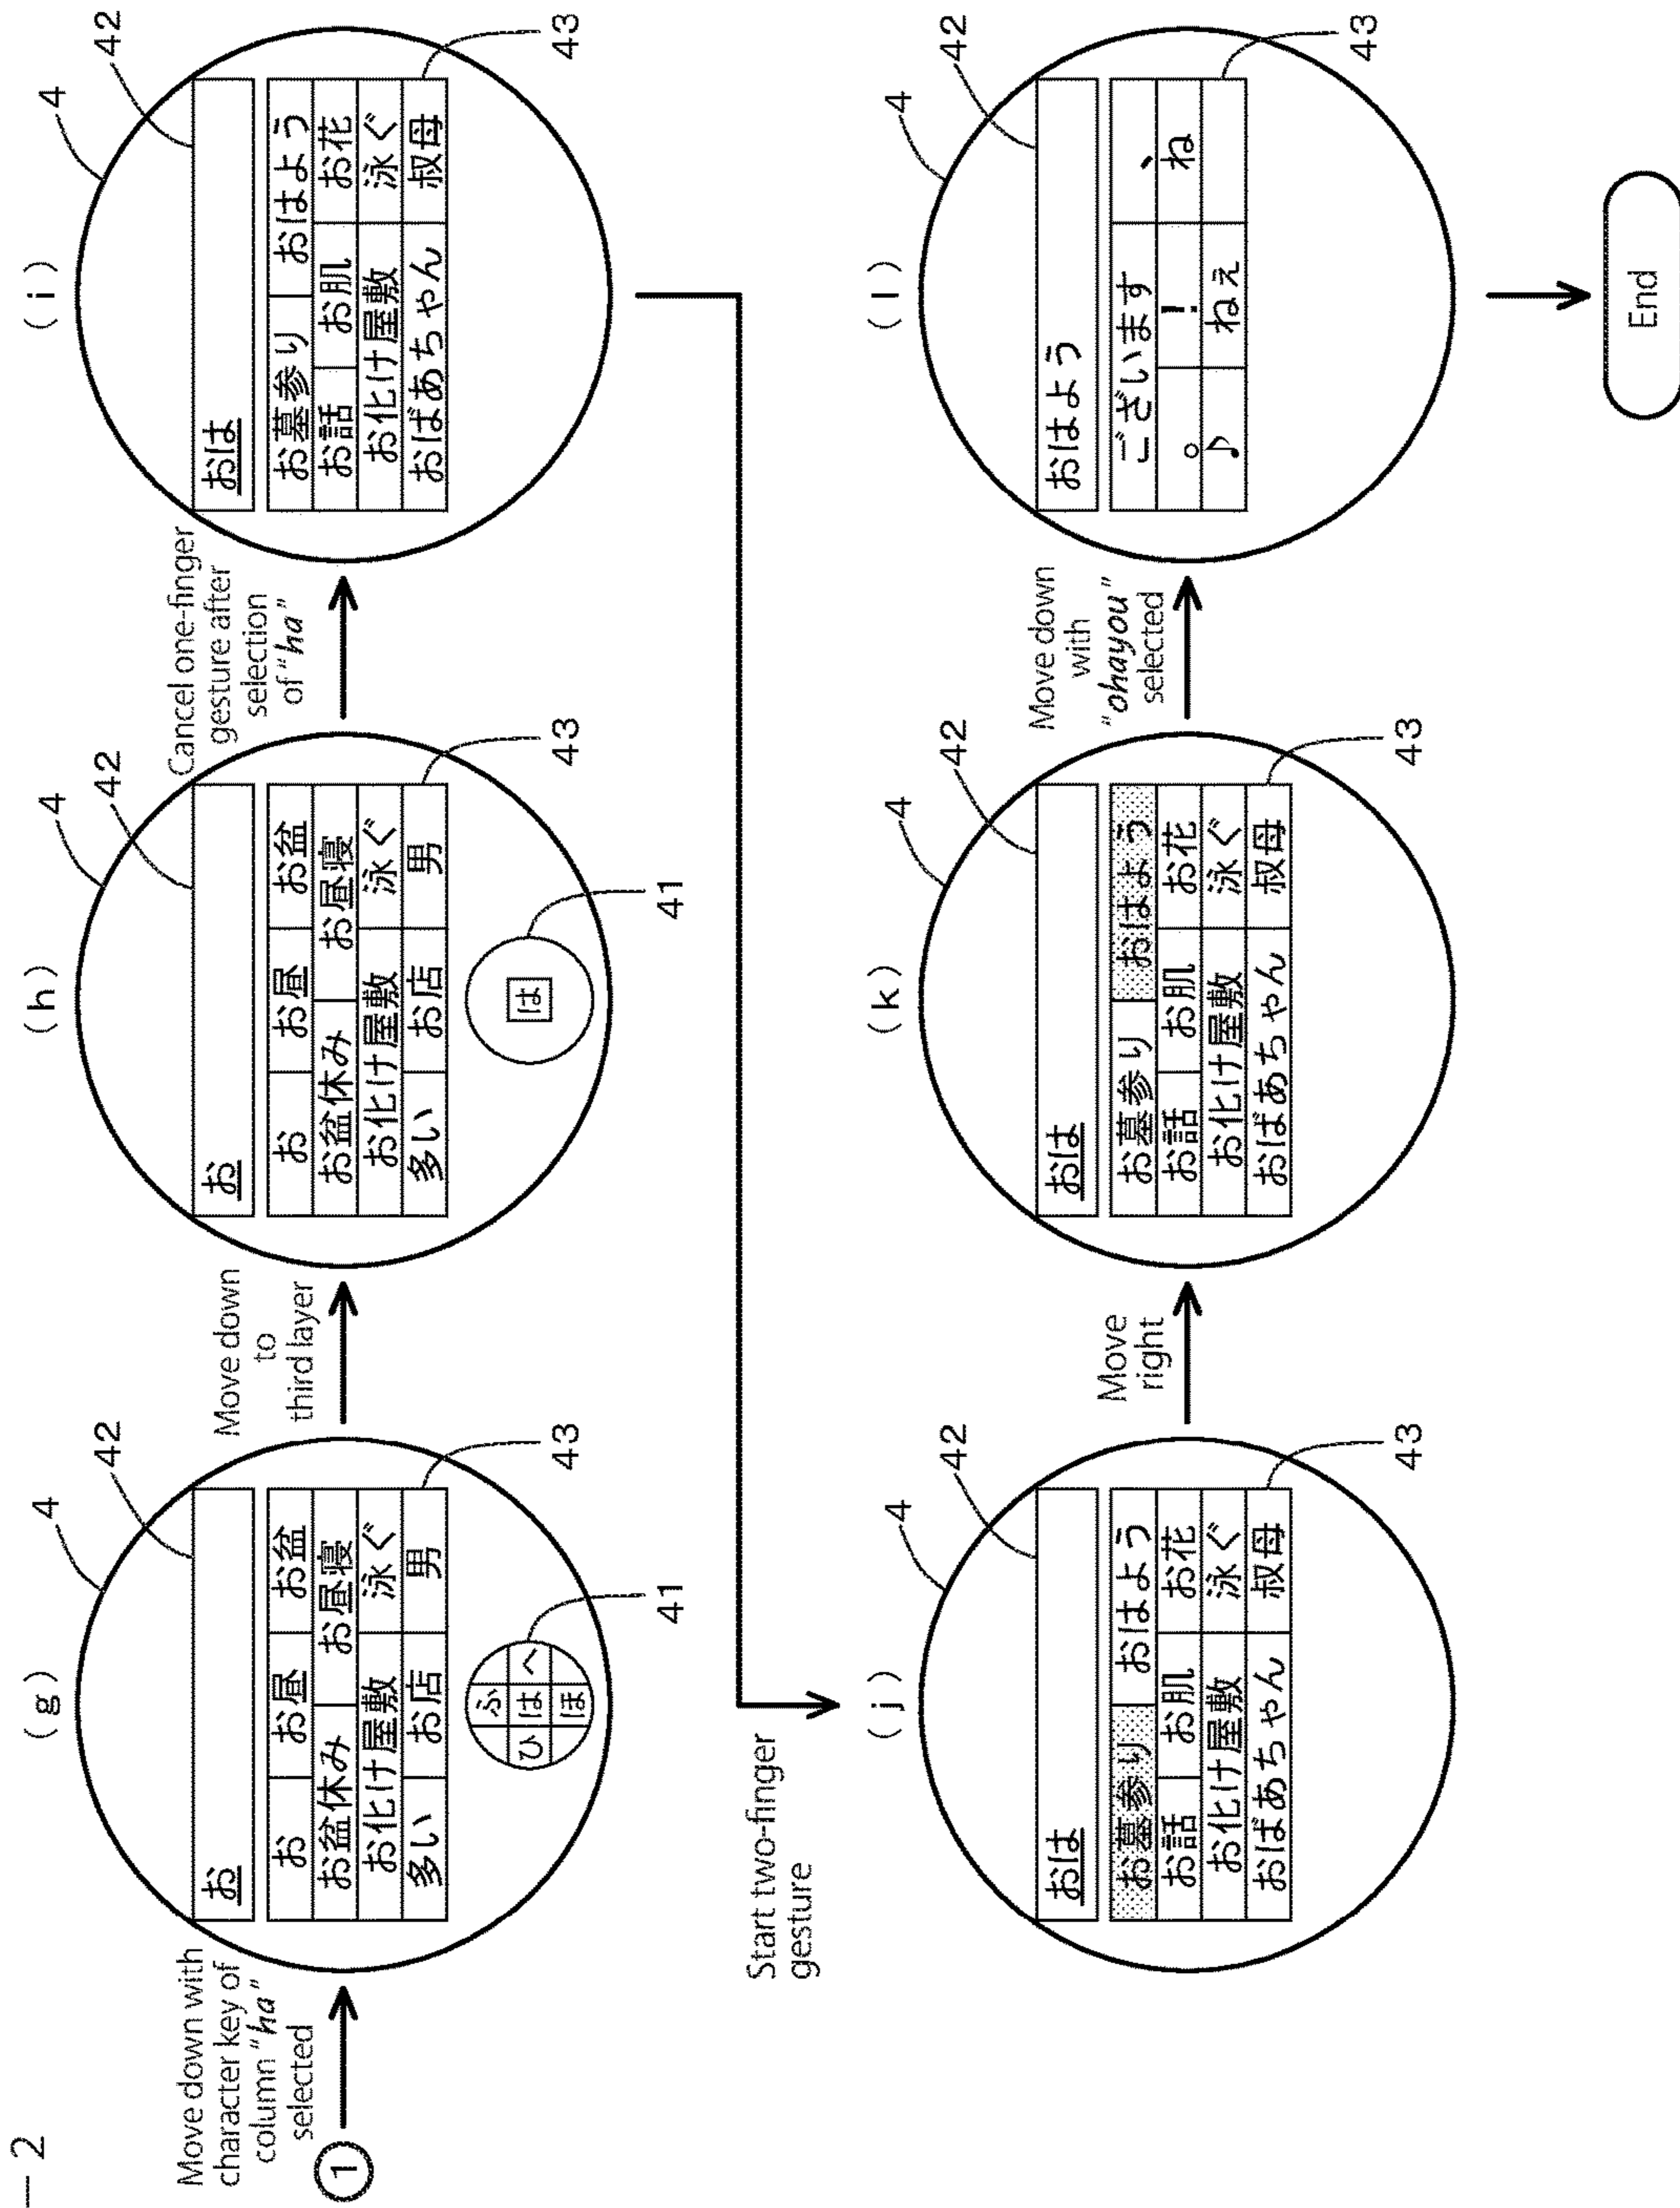 — 2
Move down with
character key of
column "ha"
selected
1
(g)
4
42
お
お お昼 お盆
お盆休み お昼寝
お化け屋敷 泳ぐ
多い お店 男
43
ふ
ひ は へ
ほ
41
Move down
to
third layer
(h)
4
42
お
お お昼 お盆
お盆休み お昼寝
お化け屋敷 泳ぐ
多い お店 男
43
は
41
Cancel one-finger
gesture after
selection
of "ha"
(i)
4
42
おは
お墓参り おはよう
お話 お肌 お花
お化け屋敷 泳ぐ
おばあちゃん 叔母
43
Start two-finger
gesture
(j)
4
42
おは
お墓参り おはよう
お話 お肌 お花
お化け屋敷 泳ぐ
おばあちゃん 叔母
43
Move
right
(k)
4
42
おは
お墓参り おはよう
お話 お肌 お花
お化け屋敷 泳ぐ
おばあちゃん 叔母
43
Move down
with
"ohayou"
selected
(l)
4
42
おはよう
ございます 、
。 ! ね
♪ ねぇ
43
End